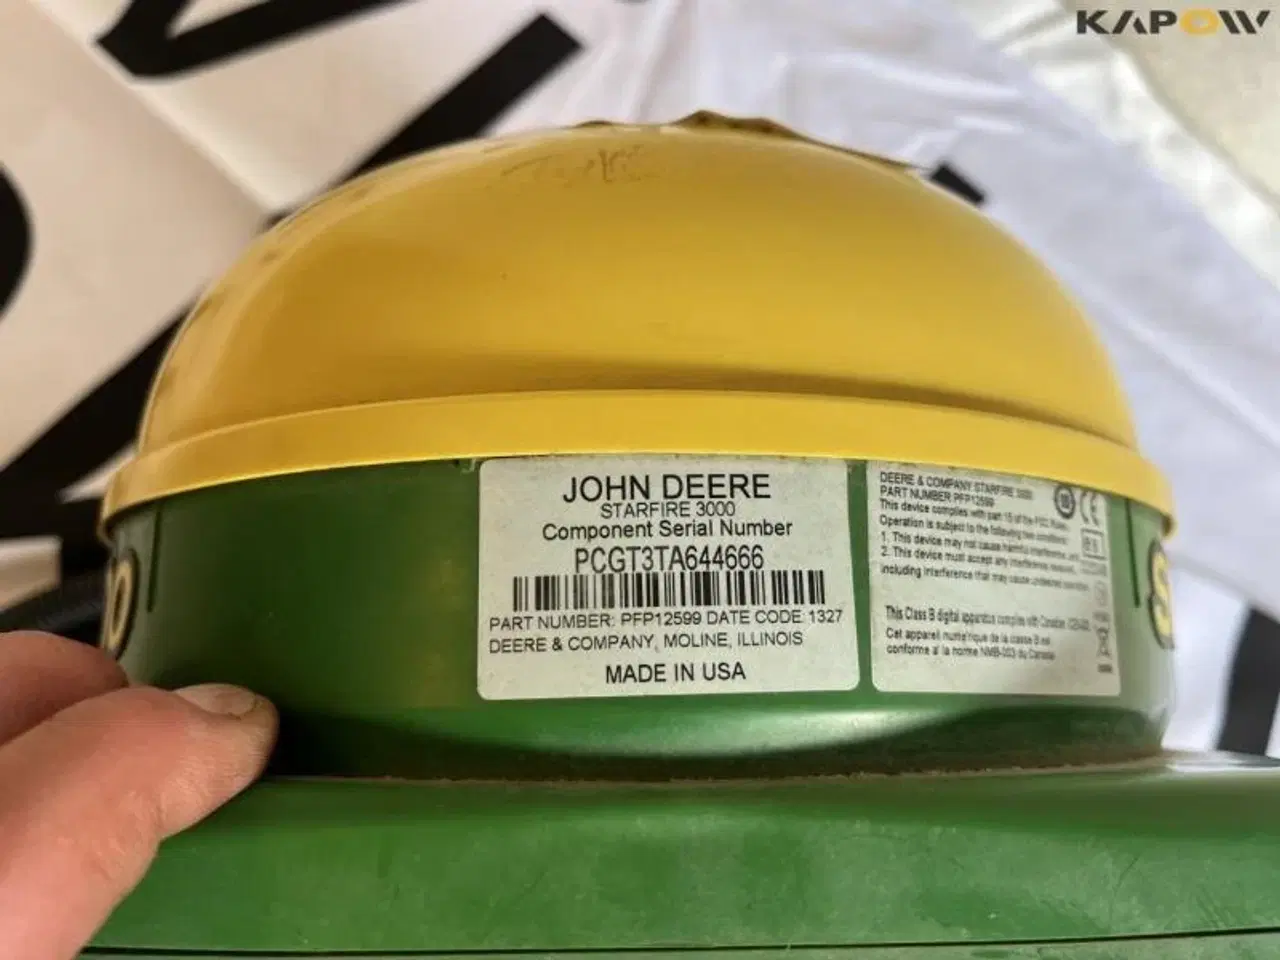 KAPOW
JOHN DEERE
STARFIRE 3000
Component Serial Number
PCGT3TA644666
PART NUMBER: PFP12599 DATE CODE: 1327
DEERE & COMPANY, MOLINE, ILLINOIS
MADE IN USA
DEERE & COMPANY STARFIRE 3000
PART NUMBER PFP12599
This device complies with part 15 of the FCC Rules
Operation is subject to the following two conditions:
1. This device may not cause harmful interference, and
2. This device must accept any interference received,
including interference that may cause undesired operation.
This Class B digital apparatus complies with Canadian
Cet appareil numérique de la classe B est
conforme a la norme NMB-003 du Canada
CE